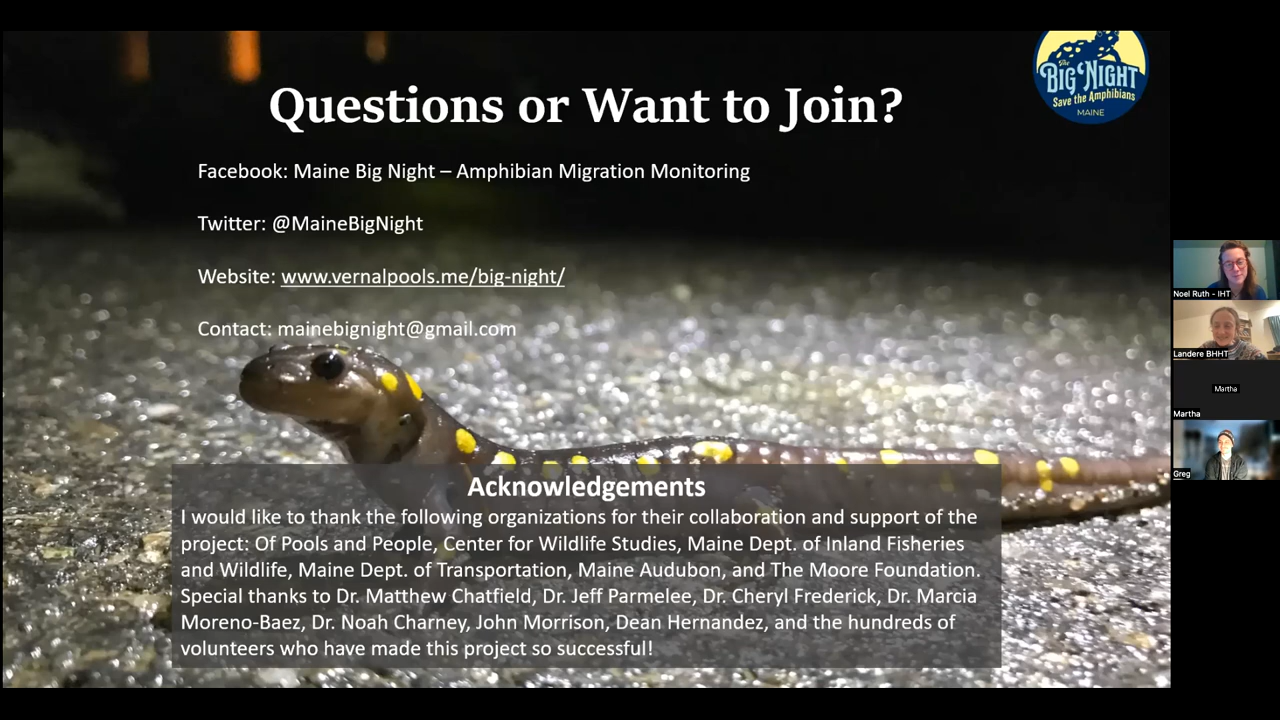 The
BIG NIGHT
Save the Amphibians
MAINE
Questions or Want to Join?
Facebook: Maine Big Night – Amphibian Migration Monitoring
Twitter: @MaineBigNight
Website: www.vernalpools.me/big-night/
Contact: mainebignight@gmail.com
Acknowledgements
I would like to thank the following organizations for their collaboration and support of the
project: Of Pools and People, Center for Wildlife Studies, Maine Dept. of Inland Fisheries
and Wildlife, Maine Dept. of Transportation, Maine Audubon, and The Moore Foundation.
Special thanks to Dr. Matthew Chatfield, Dr. Jeff Parmelee, Dr. Cheryl Frederick, Dr. Marcia
Moreno-Baez, Dr. Noah Charney, John Morrison, Dean Hernandez, and the hundreds of
volunteers who have made this project so successful!
Noel Ruth - IHT
Landere BHHT
Martha
Martha
Greg